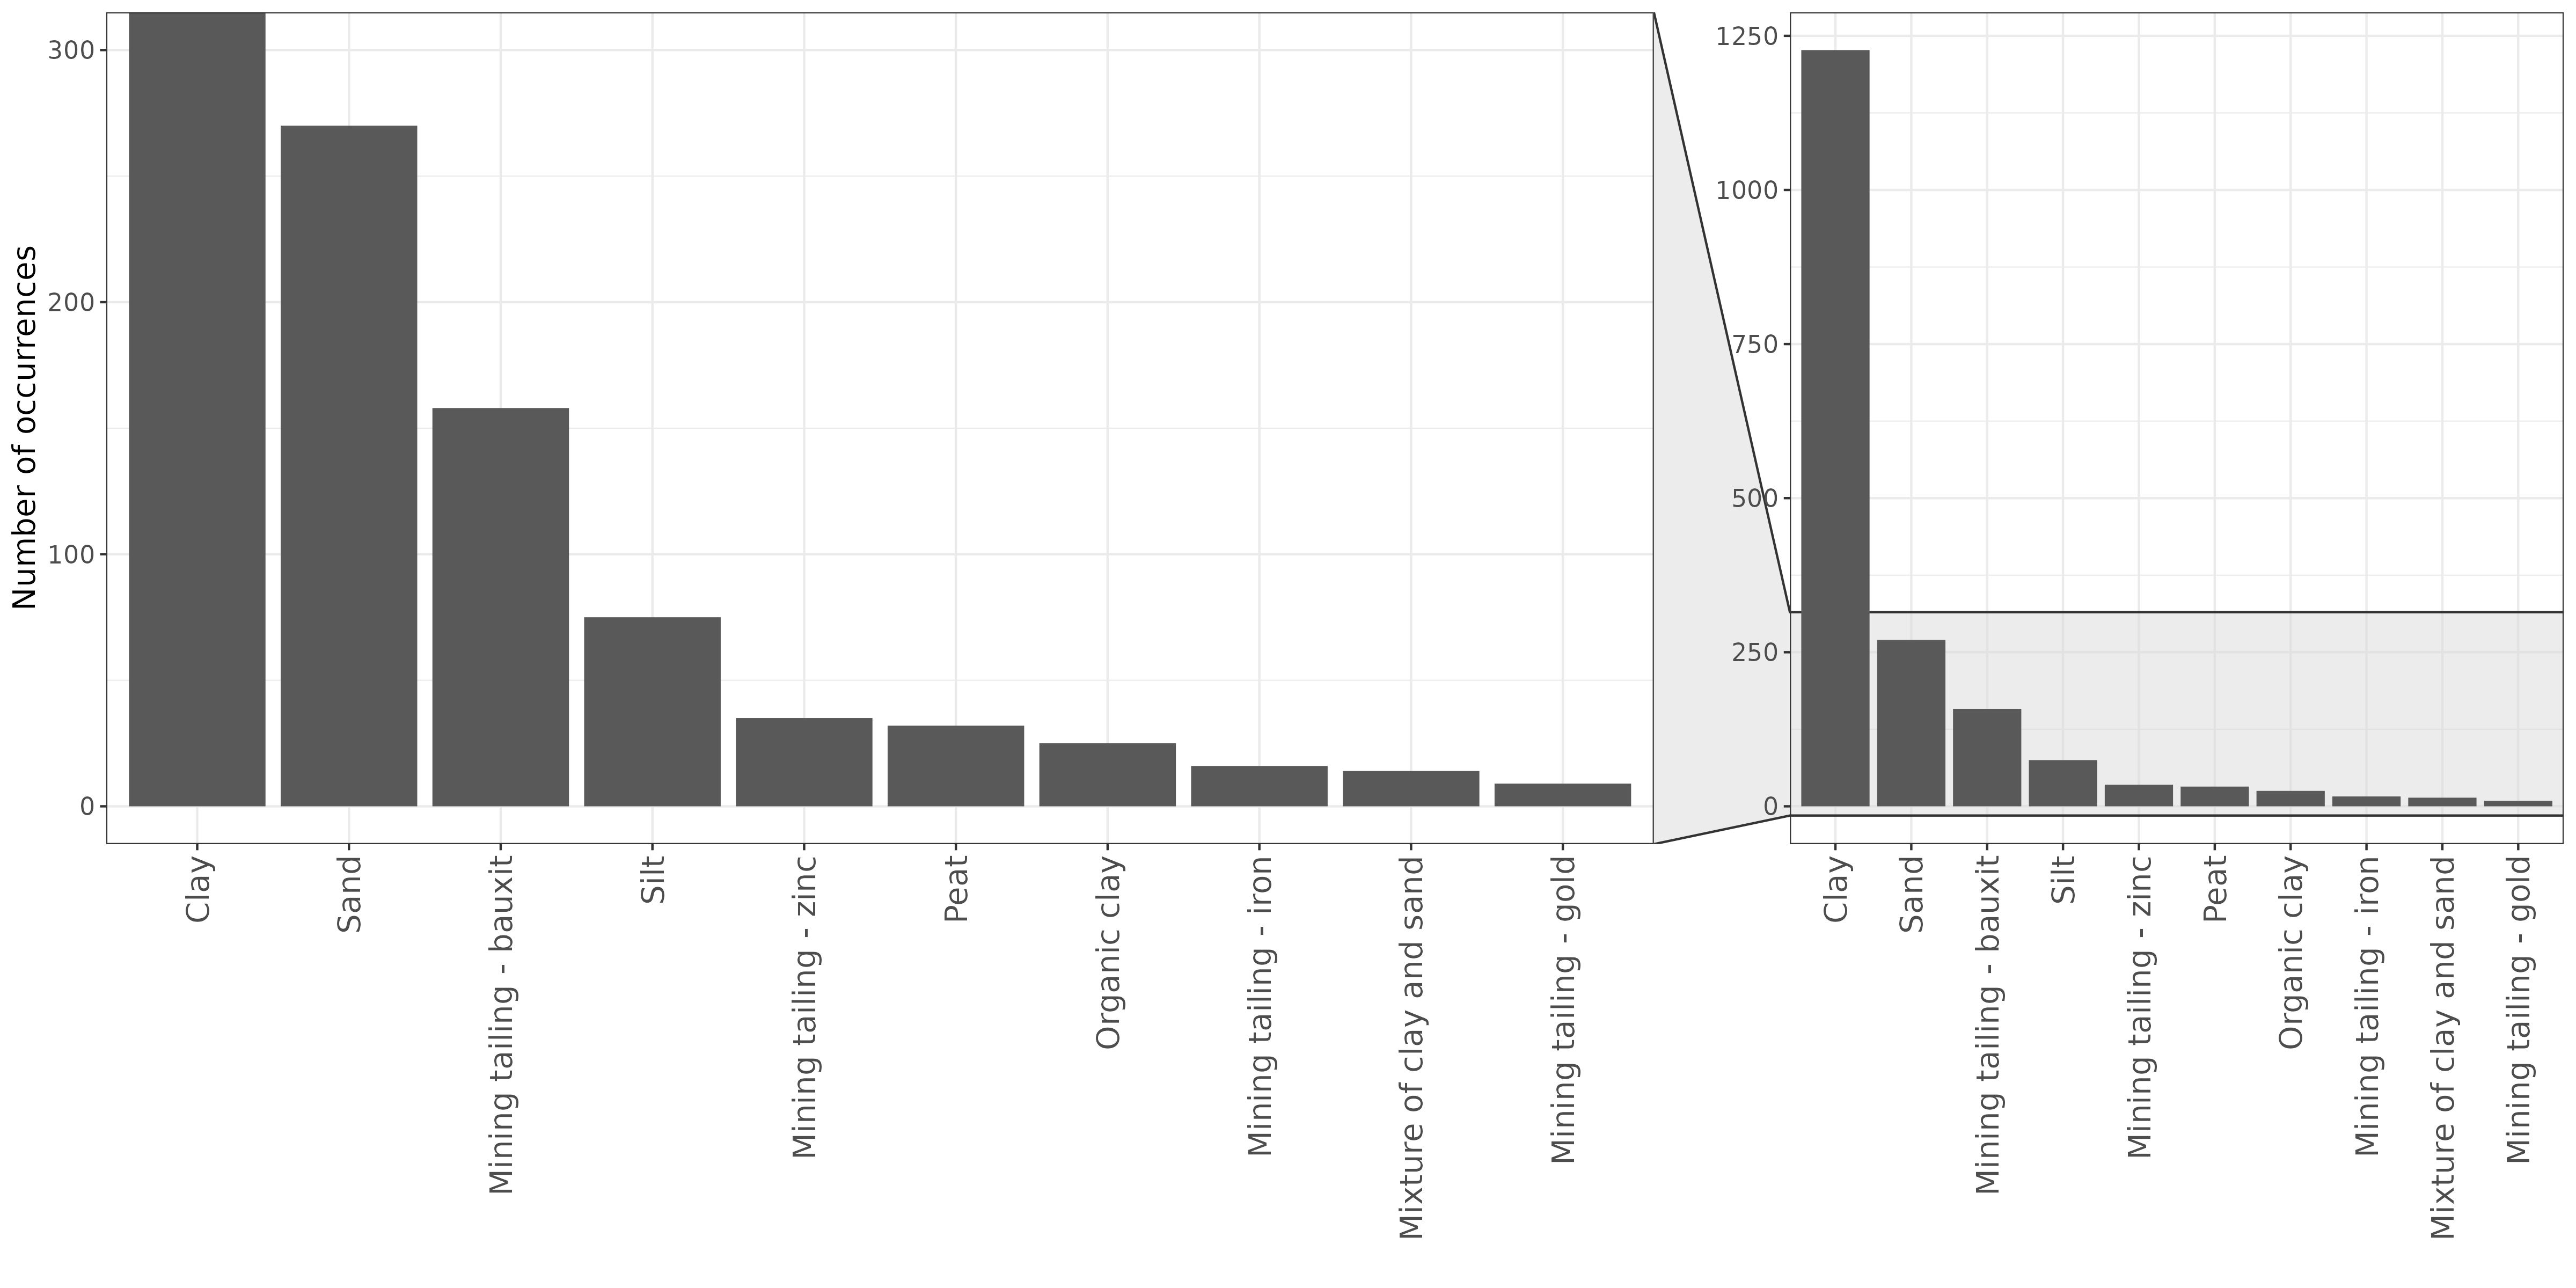 Number of occurrences
300
200
100
0
Clay
Sand
Mining tailing - bauxit
Silt
Mining tailing - zinc
Peat
Organic clay
Mining tailing - iron
Mixture of clay and sand
Mining tailing - gold
1250
1000
750
500
250
0
Clay
Sand
Mining tailing - bauxit
Silt
Mining tailing - zinc
Peat
Organic clay
Mining tailing - iron
Mixture of clay and sand
Mining tailing - gold